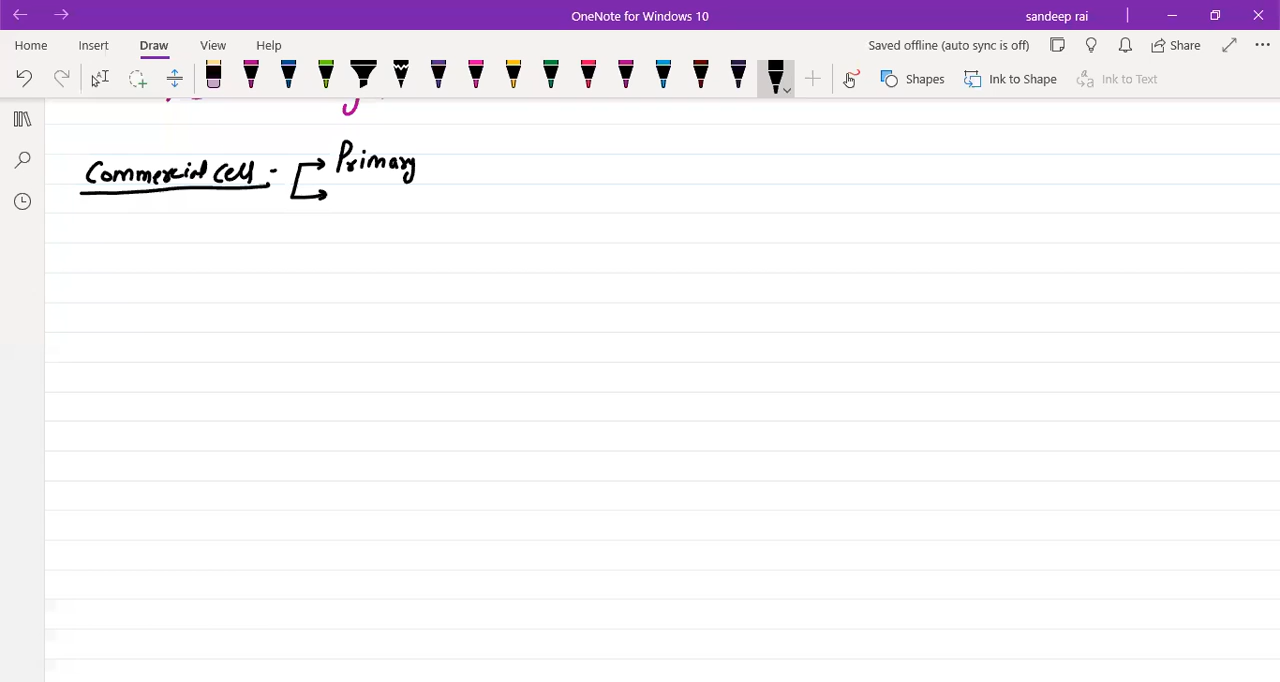 OneNote for Windows 10
sandeep rai
Home Insert Draw View Help
Saved offline (auto sync is off) Share
Shapes Ink to Shape Ink to Text
Commercial Cell - Primary